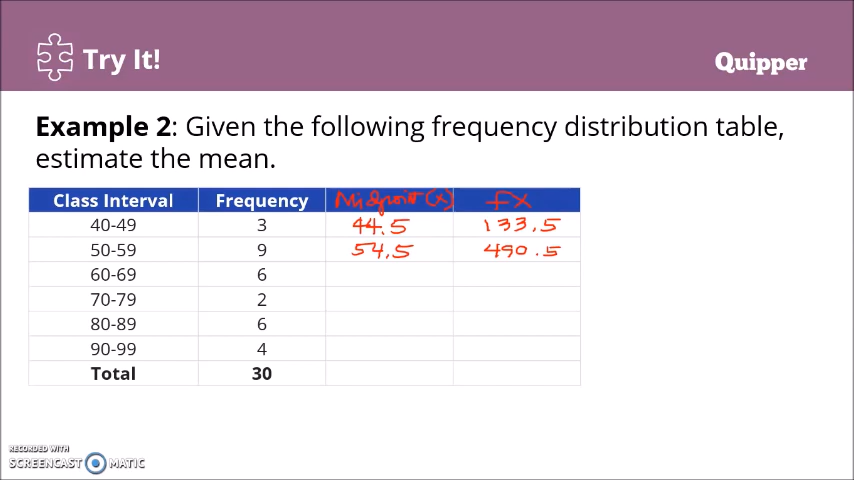 Try It!
Quipper
Example 2: Given the following frequency distribution table,
estimate the mean.
Class Interval Frequency Midpoint (x) fx
40-49 3 44.5 133.5
50-59 9 54.5 490.5
60-69 6
70-79 2
80-89 6
90-99 4
Total 30
RECORDED WITH
SCREENCAST MATIC